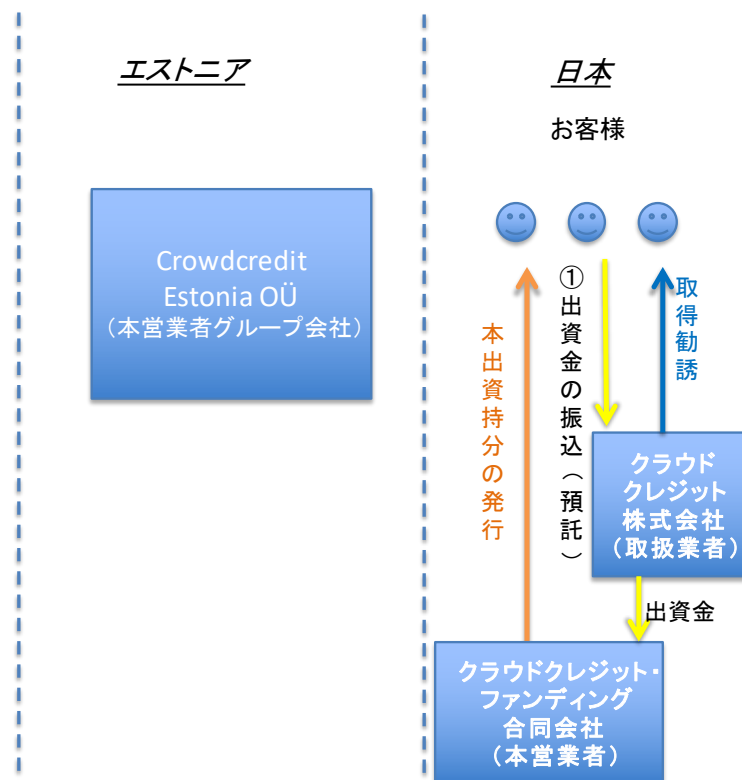 エストニア
日本
お客様
Crowdcredit
Estonia OÜ
（本営業者グループ会社）
本出資持分の発行
①出資金の振込（預託）
取得勧誘
クラウド
クレジット
株式会社
（取扱業者）
出資金
クラウドクレジット・
ファンディング
合同会社
（本営業者）